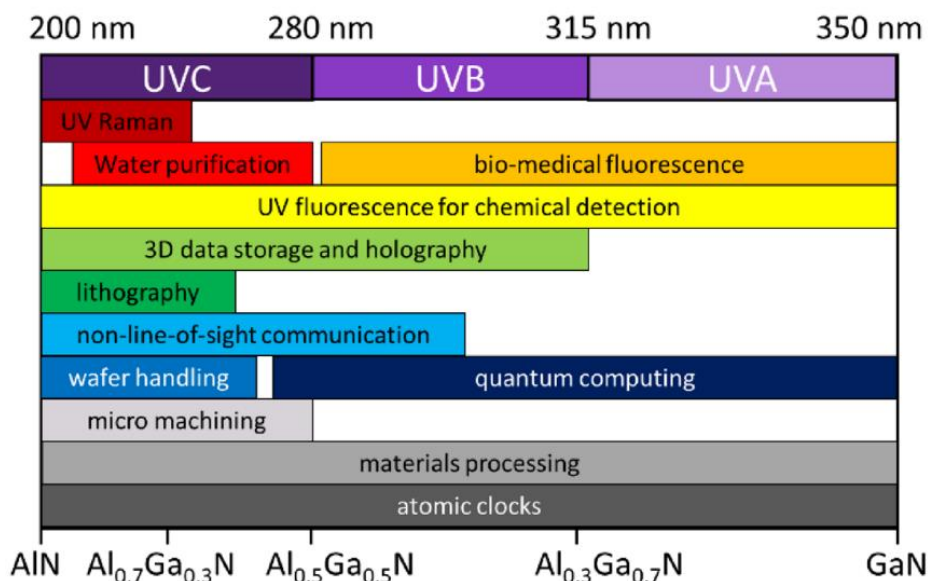 200 nm 280 nm 315 nm 350 nm
UVC UVB UVA
UV Raman
Water purification bio-medical fluorescence
UV fluorescence for chemical detection
3D data storage and holography
lithography
non-line-of-sight communication
wafer handling quantum computing
micro machining
materials processing
atomic clocks
AlN Al₀.₇Ga₀.₃N Al₀.₅Ga₀.₅N Al₀.₃Ga₀.₇N GaN